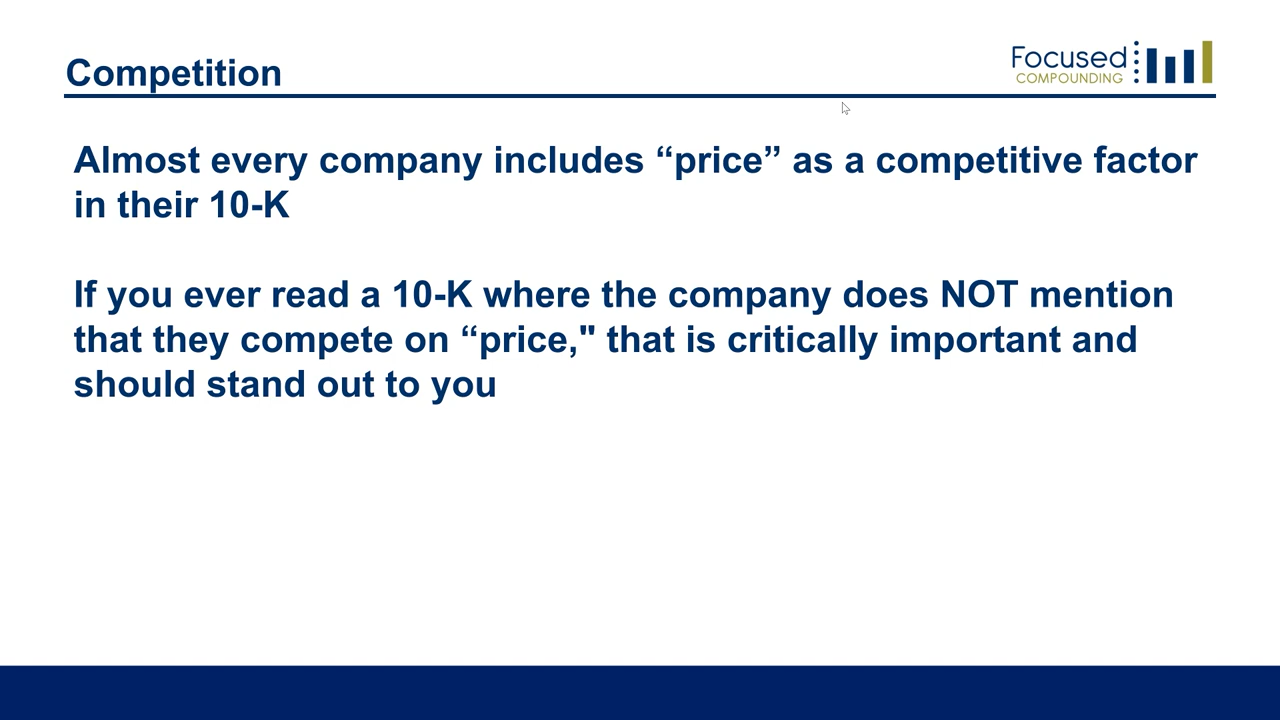 Competition
Focused
COMPOUNDING
Almost every company includes “price” as a competitive factor
in their 10-K
If you ever read a 10-K where the company does NOT mention
that they compete on “price," that is critically important and
should stand out to you